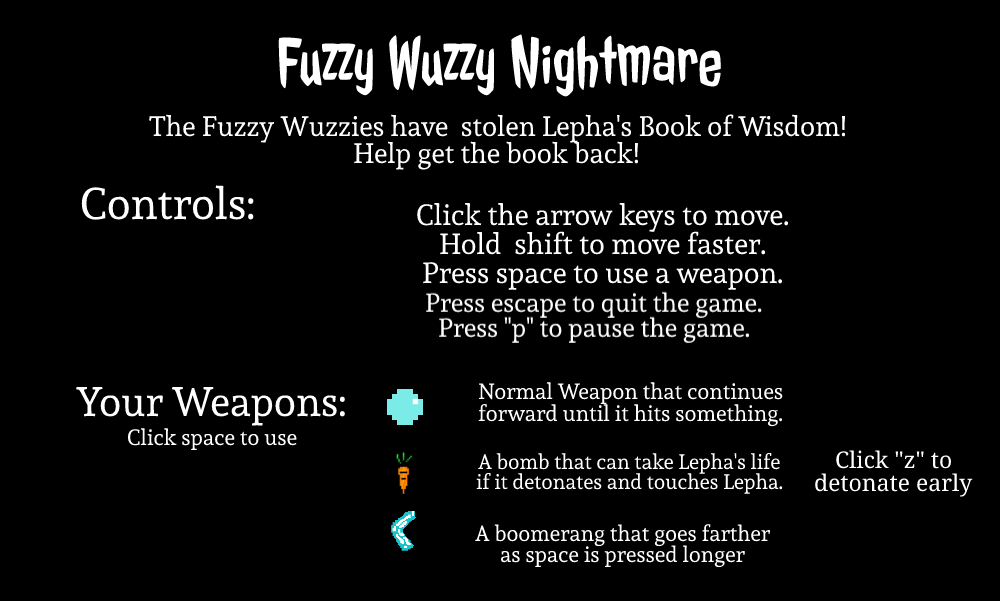 Fuzzy Wuzzy Nightmare
The Fuzzy Wuzzies have stolen Lepha's Book of Wisdom!
Help get the book back!
Controls:
Click the arrow keys to move.
Hold shift to move faster.
Press space to use a weapon.
Press escape to quit the game.
Press "p" to pause the game.
Your Weapons:
Click space to use
Normal Weapon that continues
forward until it hits something.
A bomb that can take Lepha's life
if it detonates and touches Lepha.
Click "z" to
detonate early
A boomerang that goes farther
as space is pressed longer